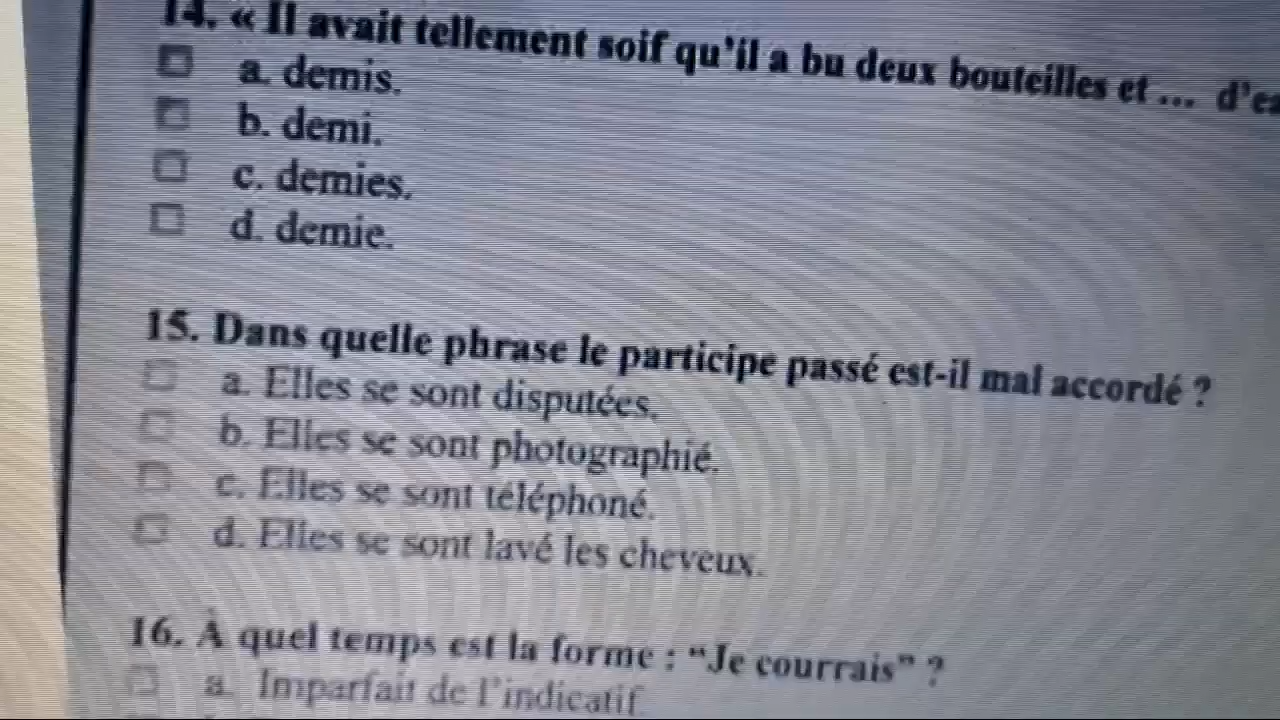 14. « Il avait tellement soif qu'il a bu deux bouteilles et ... d'ea
a. demis.
b. demi.
c. demies.
d. demie.
15. Dans quelle phrase le participe passé est-il mal accordé ?
a. Elles se sont disputées.
b. Elles se sont photographié.
c. Elles se sont téléphoné.
d. Elles se sont lavé les cheveux.
16. À quel temps est la forme : "Je courrais" ?
a. Imparfait de l'indicatif